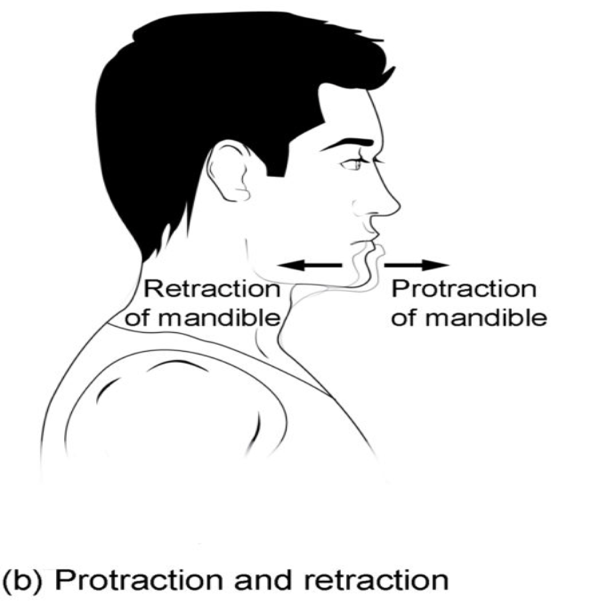 Retraction
of mandible
Protraction
of mandible
(b) Protraction and retraction